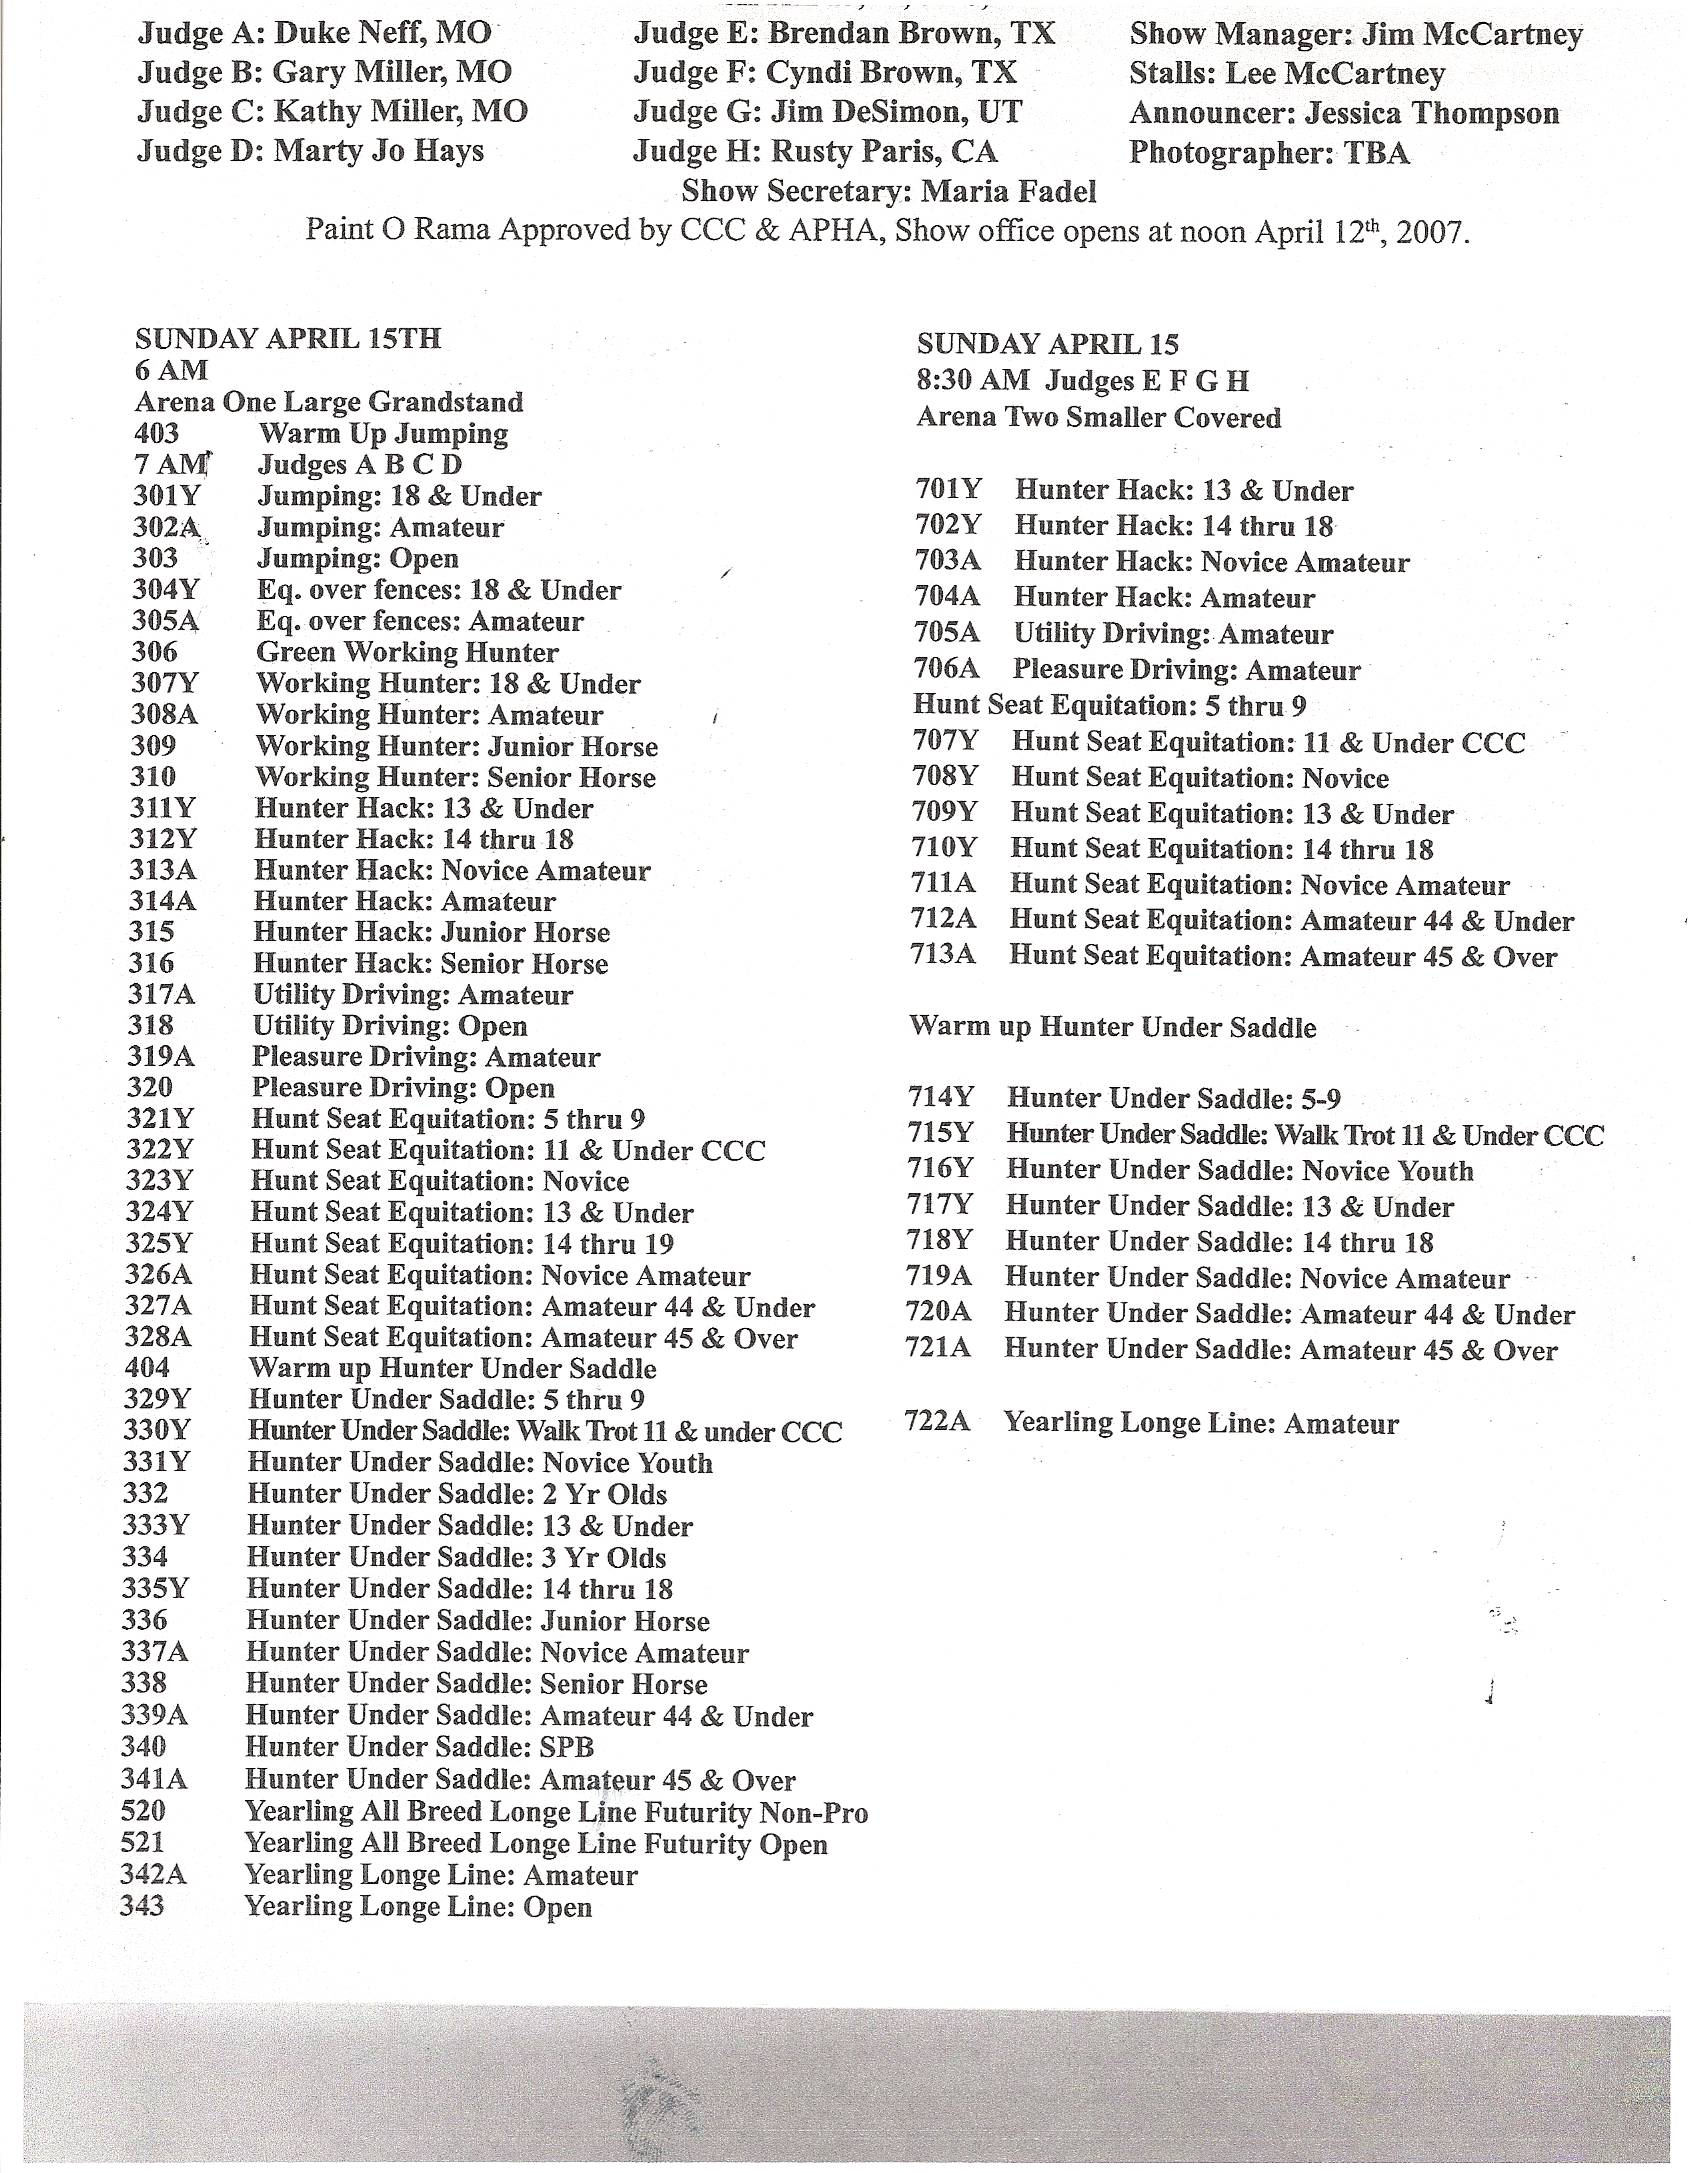 Judge A: Duke Neff, MO Judge E: Brendan Brown, TX Show Manager: Jim McCartney
Judge B: Gary Miller, MO Judge F: Cyndi Brown, TX Stalls: Lee McCartney
Judge C: Kathy Miller, MO Judge G: Jim DeSimon, UT Announcer: Jessica Thompson
Judge D: Marty Jo Hays Judge H: Rusty Paris, CA Photographer: TBA
Show Secretary: Maria Fadel
Paint O Rama Approved by CCC & APHA, Show office opens at noon April 12th, 2007.
SUNDAY APRIL 15TH
6 AM
Arena One Large Grandstand
403 Warm Up Jumping
7 AM Judges A B C D
301Y Jumping: 18 & Under
302A Jumping: Amateur
303 Jumping: Open
304Y Eq. over fences: 18 & Under
305A Eq. over fences: Amateur
306 Green Working Hunter
307Y Working Hunter: 18 & Under
308A Working Hunter: Amateur
309 Working Hunter: Junior Horse
310 Working Hunter: Senior Horse
311Y Hunter Hack: 13 & Under
312Y Hunter Hack: 14 thru 18
313A Hunter Hack: Novice Amateur
314A Hunter Hack: Amateur
315 Hunter Hack: Junior Horse
316 Hunter Hack: Senior Horse
317A Utility Driving: Amateur
318 Utility Driving: Open
319A Pleasure Driving: Amateur
320 Pleasure Driving: Open
321Y Hunt Seat Equitation: 5 thru 9
322Y Hunt Seat Equitation: 11 & Under CCC
323Y Hunt Seat Equitation: Novice
324Y Hunt Seat Equitation: 13 & Under
325Y Hunt Seat Equitation: 14 thru 19
326A Hunt Seat Equitation: Novice Amateur
327A Hunt Seat Equitation: Amateur 44 & Under
328A Hunt Seat Equitation: Amateur 45 & Over
404 Warm up Hunter Under Saddle
329Y Hunter Under Saddle: 5 thru 9
330Y Hunter Under Saddle: Walk Trot 11 & under CCC
331Y Hunter Under Saddle: Novice Youth
332 Hunter Under Saddle: 2 Yr Olds
333Y Hunter Under Saddle: 13 & Under
334 Hunter Under Saddle: 3 Yr Olds
335Y Hunter Under Saddle: 14 thru 18
336 Hunter Under Saddle: Junior Horse
337A Hunter Under Saddle: Novice Amateur
338 Hunter Under Saddle: Senior Horse
339A Hunter Under Saddle: Amateur 44 & Under
340 Hunter Under Saddle: SPB
341A Hunter Under Saddle: Amateur 45 & Over
520 Yearling All Breed Longe Line Futurity Non-Pro
521 Yearling All Breed Longe Line Futurity Open
342A Yearling Longe Line: Amateur
343 Yearling Longe Line: Open
SUNDAY APRIL 15
8:30 AM Judges E F G H
Arena Two Smaller Covered
701Y Hunter Hack: 13 & Under
702Y Hunter Hack: 14 thru 18
703A Hunter Hack: Novice Amateur
704A Hunter Hack: Amateur
705A Utility Driving: Amateur
706A Pleasure Driving: Amateur
Hunt Seat Equitation: 5 thru 9
707Y Hunt Seat Equitation: 11 & Under CCC
708Y Hunt Seat Equitation: Novice
709Y Hunt Seat Equitation: 13 & Under
710Y Hunt Seat Equitation: 14 thru 18
711A Hunt Seat Equitation: Novice Amateur
712A Hunt Seat Equitation: Amateur 44 & Under
713A Hunt Seat Equitation: Amateur 45 & Over
Warm up Hunter Under Saddle
714Y Hunter Under Saddle: 5-9
715Y Hunter Under Saddle: Walk Trot 11 & Under CCC
716Y Hunter Under Saddle: Novice Youth
717Y Hunter Under Saddle: 13 & Under
718Y Hunter Under Saddle: 14 thru 18
719A Hunter Under Saddle: Novice Amateur
720A Hunter Under Saddle: Amateur 44 & Under
721A Hunter Under Saddle: Amateur 45 & Over
722A Yearling Longe Line: Amateur